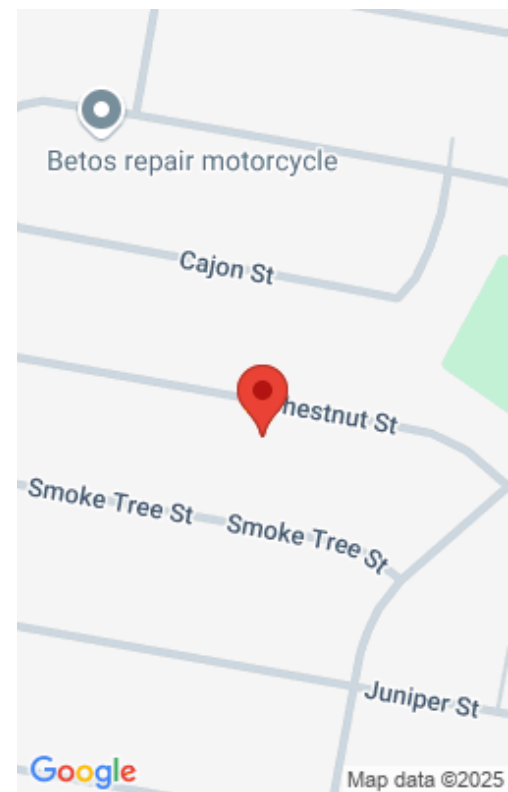 Betos repair motorcycle
Cajon St
hestnut St
Smoke Tree St
Smoke Tree St
Juniper St
Google
Map data ©2025